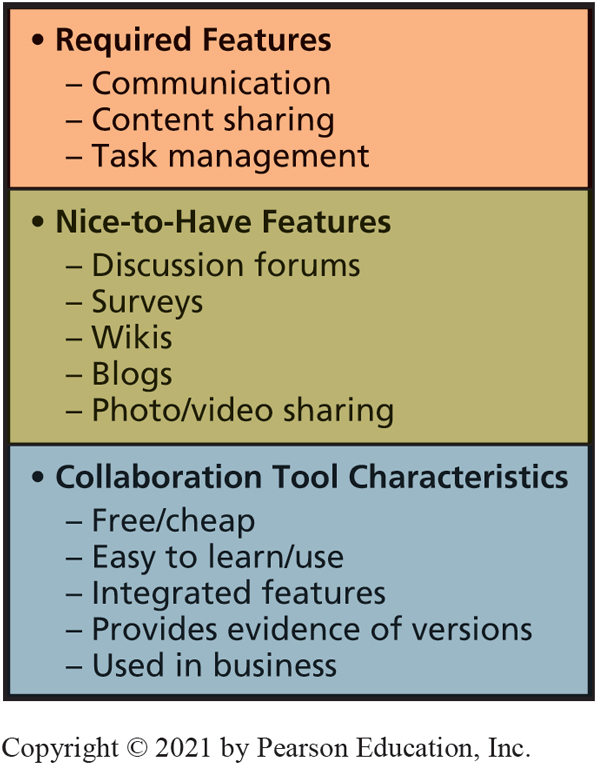 • Required Features
– Communication
– Content sharing
– Task management
• Nice-to-Have Features
– Discussion forums
– Surveys
– Wikis
– Blogs
– Photo/video sharing
• Collaboration Tool Characteristics
– Free/cheap
– Easy to learn/use
– Integrated features
– Provides evidence of versions
– Used in business
Copyright © 2021 by Pearson Education, Inc.